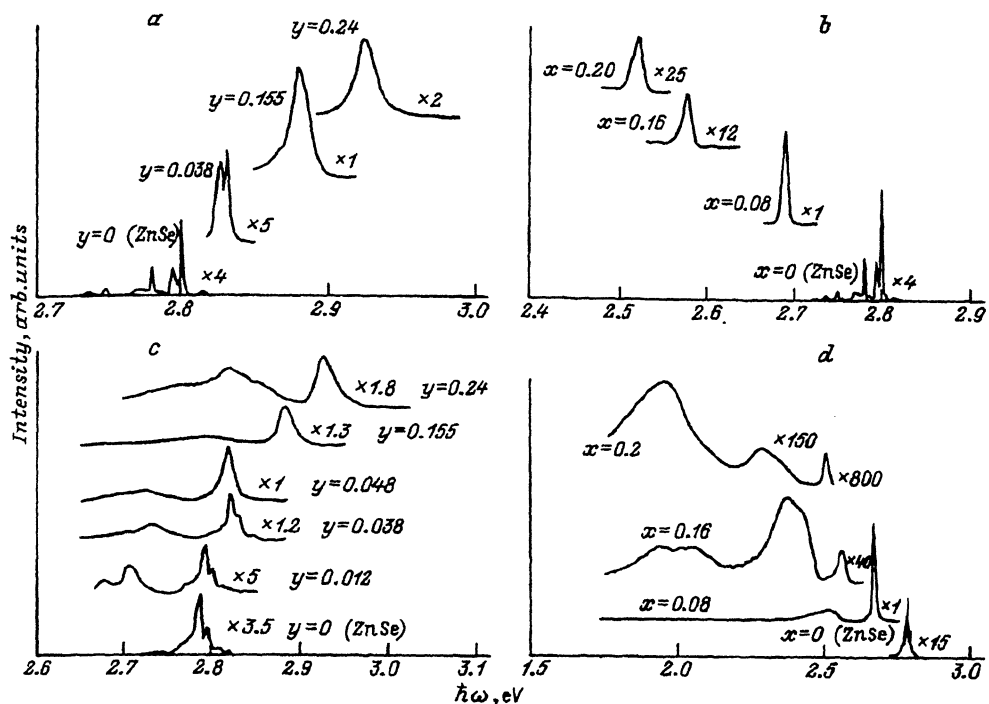 a
y=0.24
×2
y=0.155
×1
y=0.038
×5
y=0 (ZnSe)
×4
2.7 2.8 2.9 3.0
b
x=0.20 ×25
x=0.16 ×12
x=0.08 ×1
x=0 (ZnSe)
×4
2.4 2.5 2.6 2.7 2.8 2.9
Intensity, arb.units
c
×1.8 y=0.24
×1.3 y=0.155
×1 y=0.048
×1.2 y=0.038
×5 y=0.012
×3.5 y=0 (ZnSe)
2.6 2.7 2.8 2.9 3.0 3.1
d
×150
x=0.2
×800
x=0.16
×40
x=0.08
×1
x=0 (ZnSe)
×15
1.5 2.0 2.5 3.0
ħω, eV